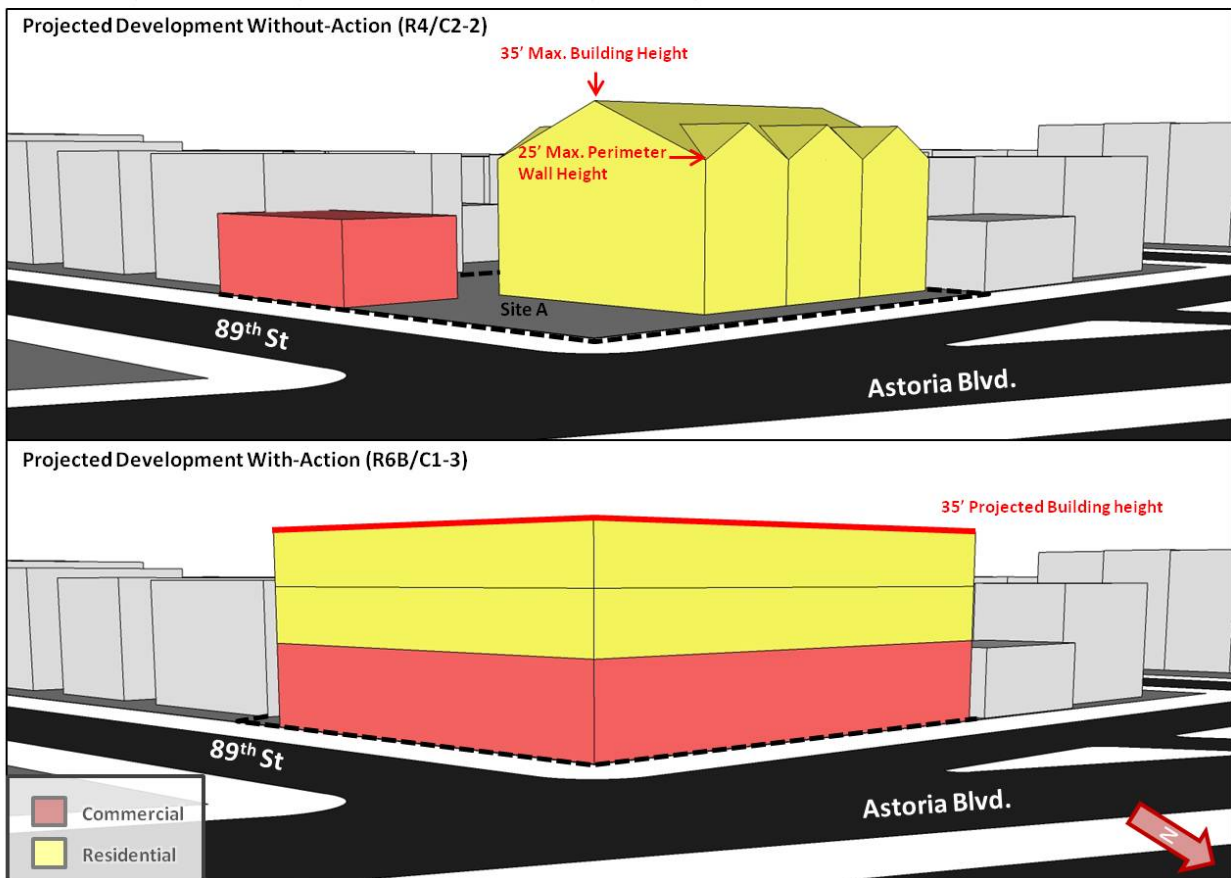 Projected Development Without-Action (R4/C2-2)
35’ Max. Building Height
25’ Max. Perimeter
Wall Height
Site A
89th St
Astoria Blvd.
Projected Development With-Action (R6B/C1-3)
35’ Projected Building height
89th St
Astoria Blvd.
Commercial
Residential
N